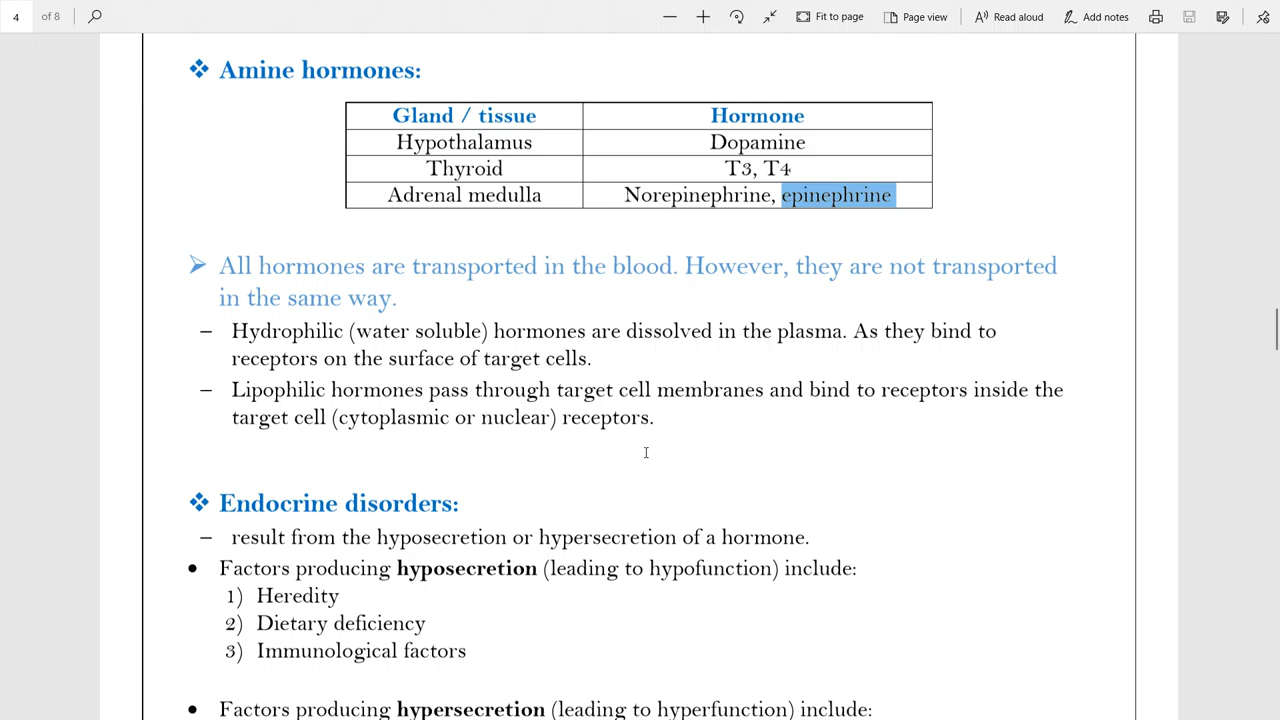 4 of 8 Fit to page Page view Read aloud Add notes
❖ Amine hormones:
Gland / tissue Hormone
Hypothalamus Dopamine
Thyroid T3, T4
Adrenal medulla Norepinephrine, epinephrine
➢ All hormones are transported in the blood. However, they are not transported
in the same way.
– Hydrophilic (water soluble) hormones are dissolved in the plasma. As they bind to
receptors on the surface of target cells.
– Lipophilic hormones pass through target cell membranes and bind to receptors inside the
target cell (cytoplasmic or nuclear) receptors.
❖ Endocrine disorders:
– result from the hyposecretion or hypersecretion of a hormone.
• Factors producing hyposecretion (leading to hypofunction) include:
1) Heredity
2) Dietary deficiency
3) Immunological factors
• Factors producing hypersecretion (leading to hyperfunction) include: